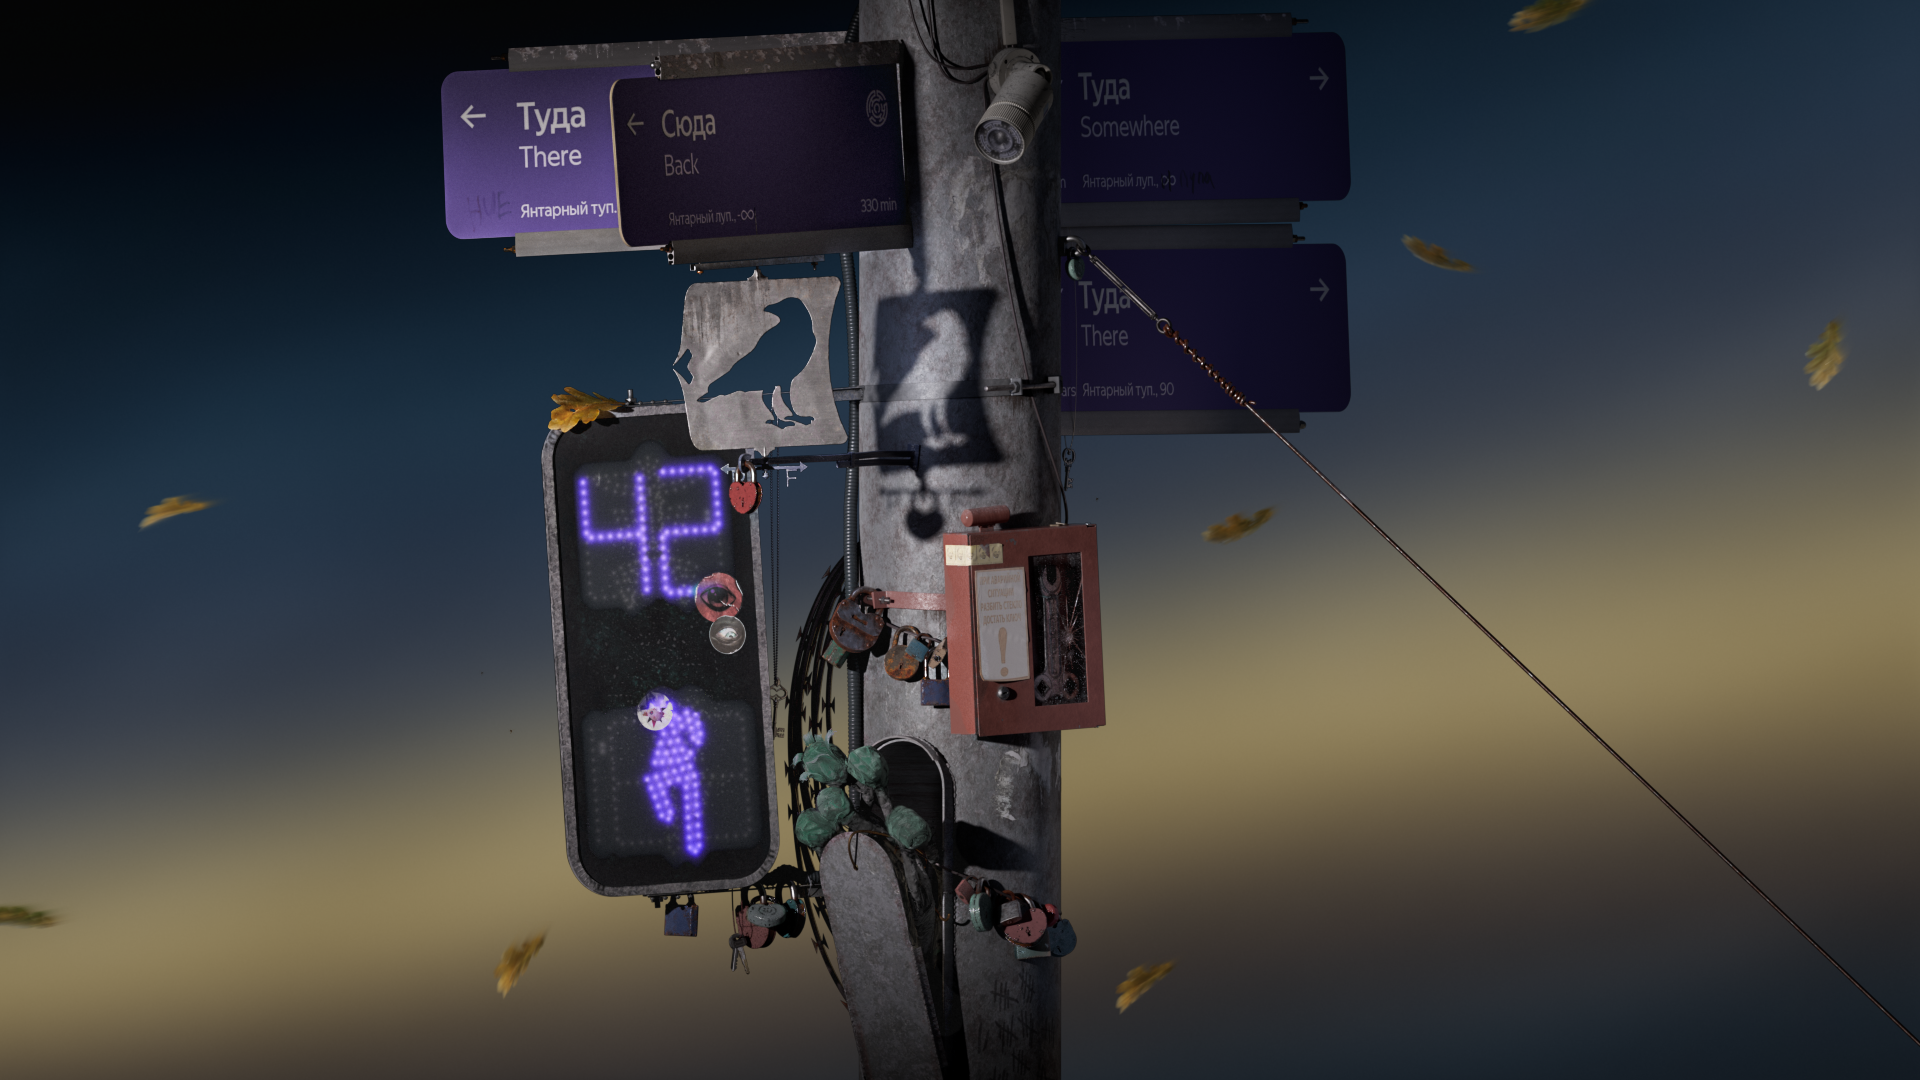 Туда
There
Янтарный туп.
Сюда
Back
Янтарный луп., -∞
330 min
Туда
Somewhere
Янтарный луп., ∞
Туда
There
Янтарный туп., 90
42